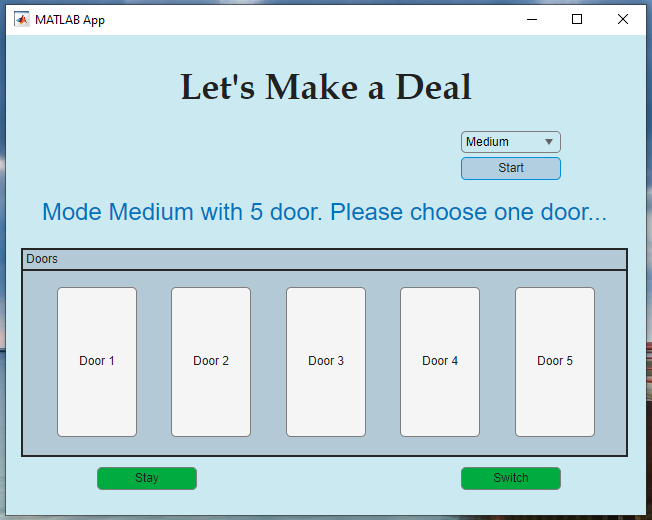 MATLAB App
Let's Make a Deal
Medium
Start
Mode Medium with 5 door. Please choose one door...
Doors
Door 1 Door 2 Door 3 Door 4 Door 5
Stay Switch